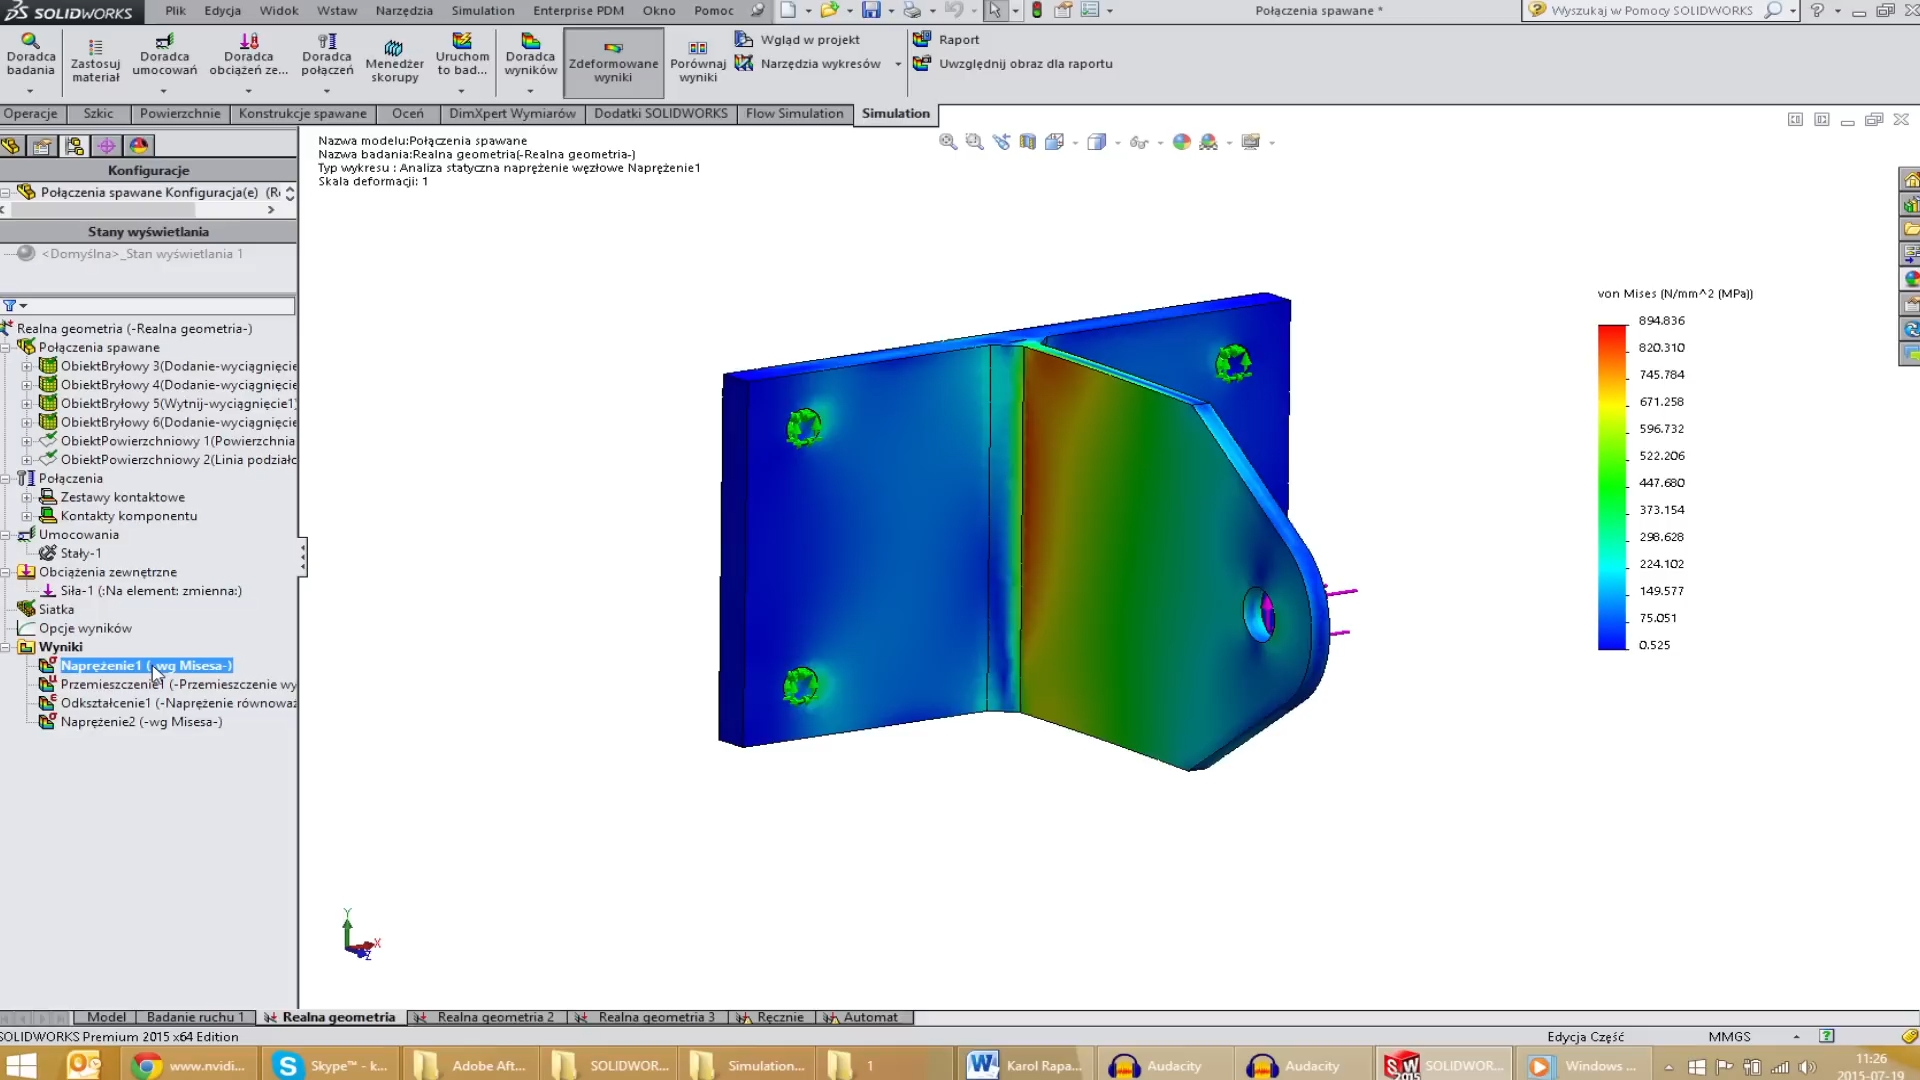 SOLIDWORKS
Plik Edycja Widok Wstaw Narzędzia Simulation Enterprise PDM Okno Pomoc
Połączenia spawane *
Wyszukaj w Pomocy SOLIDWORKS
Doradca badania
Zastosuj materiał
Doradca umocowań
Doradca obciążeń ze...
Doradca połączeń
Menedżer skorupy
Uruchom to bad...
Doradca wyników
Zdeformowane wyniki
Porównaj wyniki
Wgląd w projekt
Narzędzia wykresów
Raport
Uwzględnij obraz dla raportu
Operacje Szkic Powierzchnie Konstrukcje spawane Oceń DimXpert Wymiarów Dodatki SOLIDWORKS Flow Simulation Simulation
Konfiguracje
Połączenia spawane Konfiguracja(e) (R
Stany wyświetlania
<Domyślna>_Stan wyświetlania 1
Realna geometria (-Realna geometria-)
Połączenia spawane
ObiektBryłowy 3(Dodanie-wyciągnięcie
ObiektBryłowy 4(Dodanie-wyciągnięcie
ObiektBryłowy 5(Wytnij-wyciągnięcie1)
ObiektBryłowy 6(Dodanie-wyciągnięcie
ObiektPowierzchniowy 1(Powierzchnia
ObiektPowierzchniowy 2(Linia podziało
Połączenia
Zestawy kontaktowe
Kontakty komponentu
Umocowania
Stały-1
Obciążenia zewnętrzne
Siła-1 (:Na element: zmienna:)
Siatka
Opcje wyników
Wyniki
Naprężenie1 (-wg Misesa-)
Przemieszczenie1 (-Przemieszczenie wy
Odkształcenie1 (-Naprężenie równoważ
Naprężenie2 (-wg Misesa-)
Nazwa modelu:Połączenia spawane
Nazwa badania:Realna geometria(-Realna geometria-)
Typ wykresu : Analiza statyczna naprężenie węzłowe Naprężenie1
Skala deformacji: 1
von Mises (N/mm^2 (MPa))
894.836
820.310
745.784
671.258
596.732
522.206
447.680
373.154
298.628
224.102
149.577
75.051
0.525
Y
X
Z
Model Badanie ruchu 1 Realna geometria Realna geometria 2 Realna geometria 3 Ręcznie Automat
SOLIDWORKS Premium 2015 x64 Edition
Edycja Część
MMGS
www.nvidi...
Skype™ - k...
Adobe Aft...
SOLIDWOR...
Simulation...
1
Karol Rapa...
Audacity
Audacity
SOLIDWOR...
Windows ...
11:26
2015-07-19